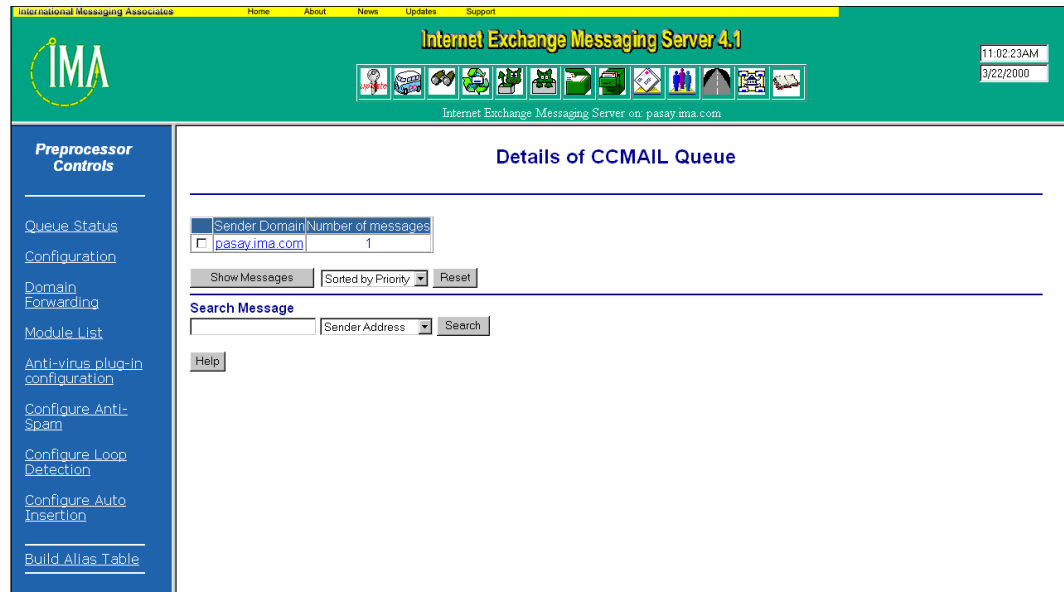 International Messaging Associates Home About News Updates Support
IMA
Internet Exchange Messaging Server 4.1
11:02:23AM
3/22/2000
update
Internet Exchange Messaging Server on: pasay.ima.com
Preprocessor
Controls
Queue Status
Configuration
Domain
Forwarding
Module List
Anti-virus plug-in
configuration
Configure Anti-
Spam
Configure Loop
Detection
Configure Auto
Insertion
Build Alias Table
Details of CCMAIL Queue
Sender Domain Number of messages
pasay.ima.com 1
Show Messages Sorted by Priority Reset
Search Message
Sender Address Search
Help